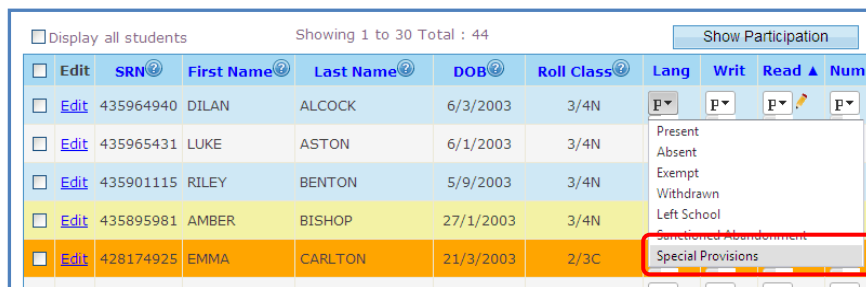 Display all students Showing 1 to 30 Total : 44 Show Participation
Edit SRN First Name Last Name DOB Roll Class Lang Writ Read ▲ Num
Edit 435964940 DILAN ALCOCK 6/3/2003 3/4N P P P P
Edit 435965431 LUKE ASTON 6/1/2003 3/4N
Edit 435901115 RILEY BENTON 5/9/2003 3/4N
Edit 435895981 AMBER BISHOP 27/1/2003 3/4N
Edit 428174925 EMMA CARLTON 21/3/2003 2/3C
Present
Absent
Exempt
Withdrawn
Left School
Sanctioned Abandonment
Special Provisions